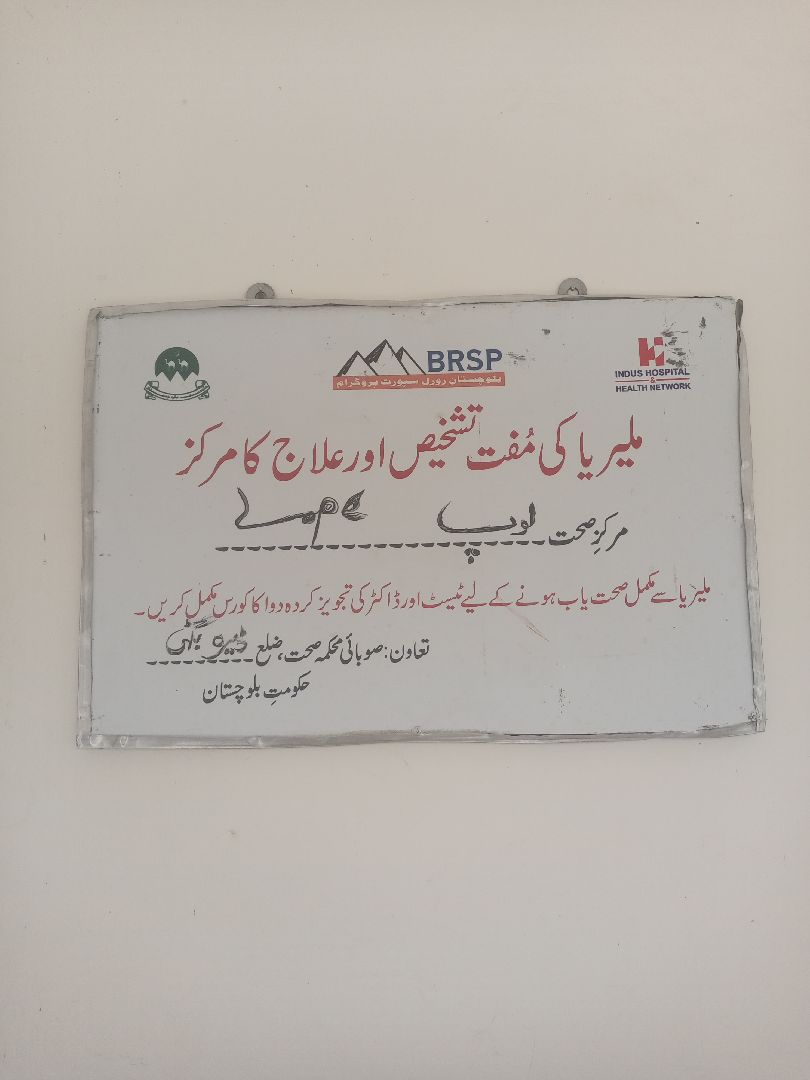 BRSP
بلوچستان رورل سپورٹ پروگرام
INDUS HOSPITAL
&
HEALTH NETWORK
ملیریا کی مُفت تشخیص اور علاج کا مرکز
مرکزِ صحت لوپ
ملیریا سے مکمل صحت یاب ہونے کے لیے ٹیسٹ اور ڈاکٹر کی تجویز کردہ دوا کا کورس مکمل کریں۔
تعاون: صوبائی محکمہ صحت، ضلع ڈیرہ بگٹی
حکومتِ بلوچستان